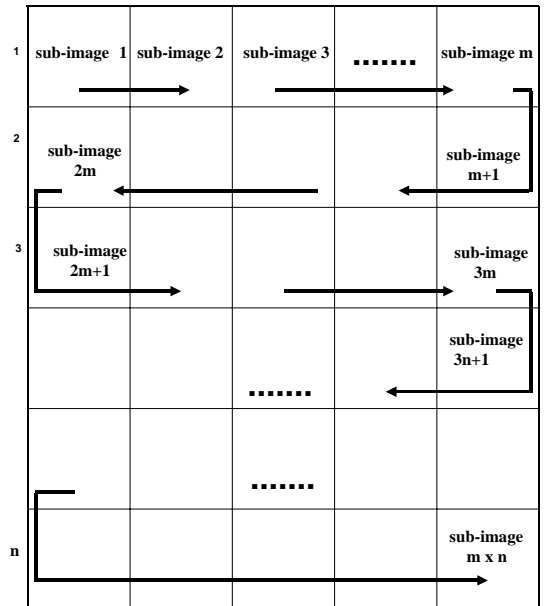 1 sub-image 1 sub-image 2 sub-image 3 ....... sub-image m
2
sub-image
2m
sub-image
m+1
3
sub-image
2m+1
sub-image
3m
sub-image
3n+1
.......
.......
n
sub-image
m x n